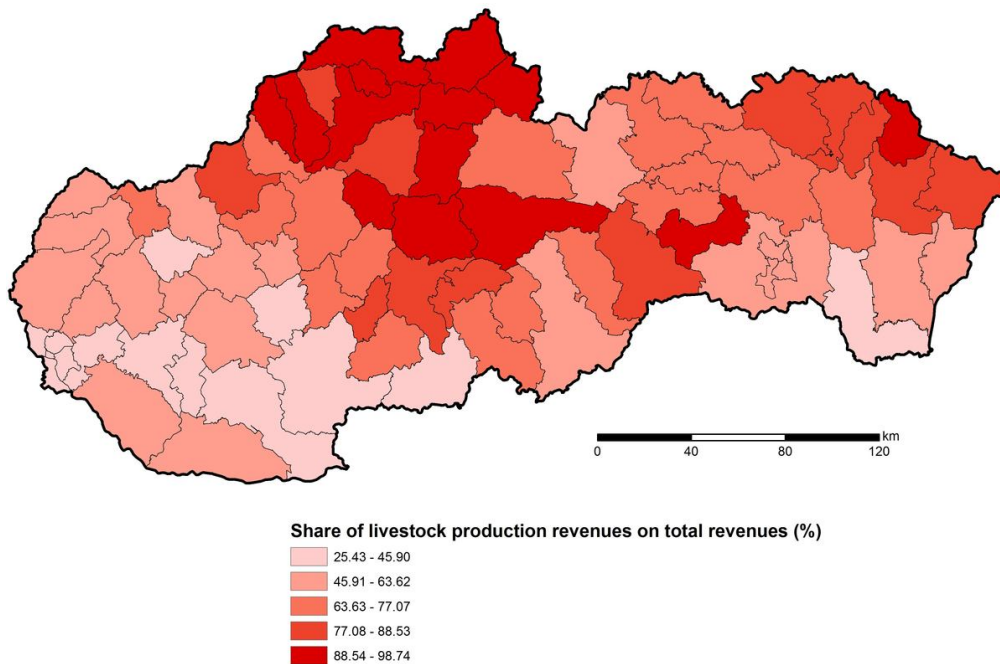 km
0 40 80 120
Share of livestock production revenues on total revenues (%)
25.43 - 45.90
45.91 - 63.62
63.63 - 77.07
77.08 - 88.53
88.54 - 98.74